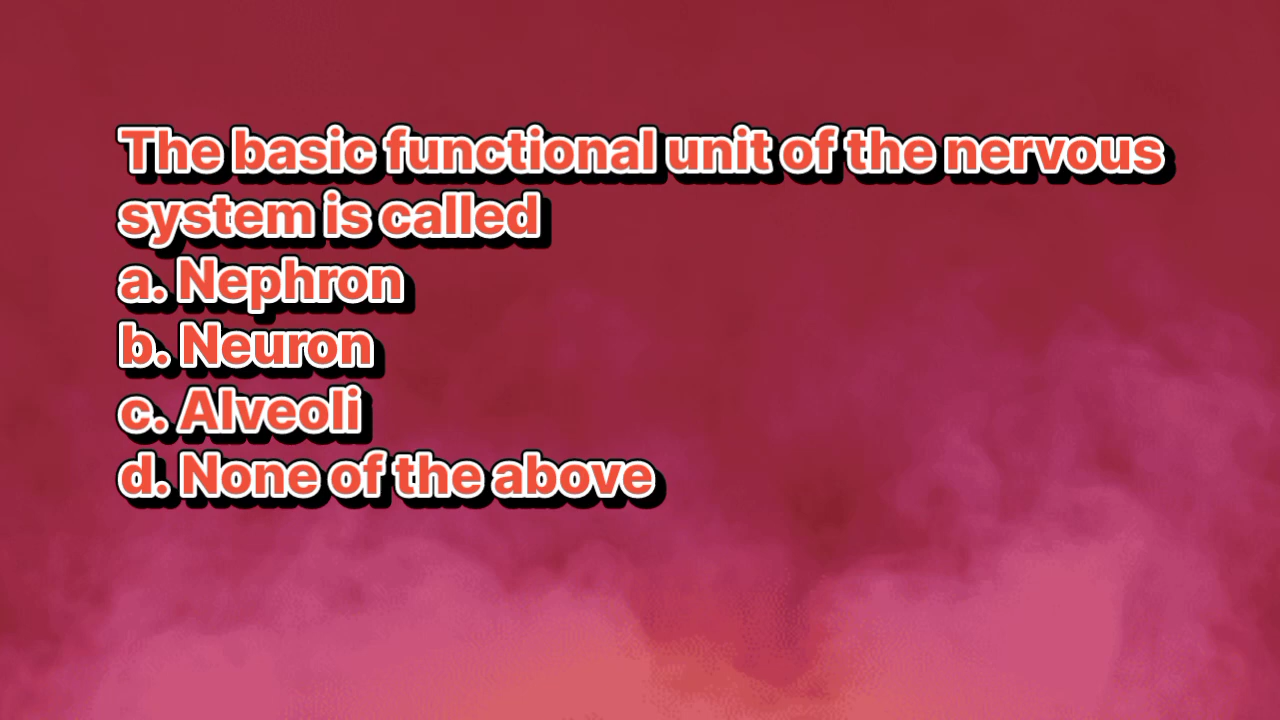 The basic functional unit of the nervous
system is called
a. Nephron
b. Neuron
c. Alveoli
d. None of the above